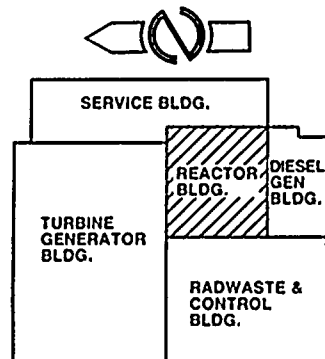 SERVICE BLDG.
REACTOR
BLDG.
DIESEL
GEN
BLDG.
TURBINE
GENERATOR
BLDG.
RADWASTE &
CONTROL
BLDG.